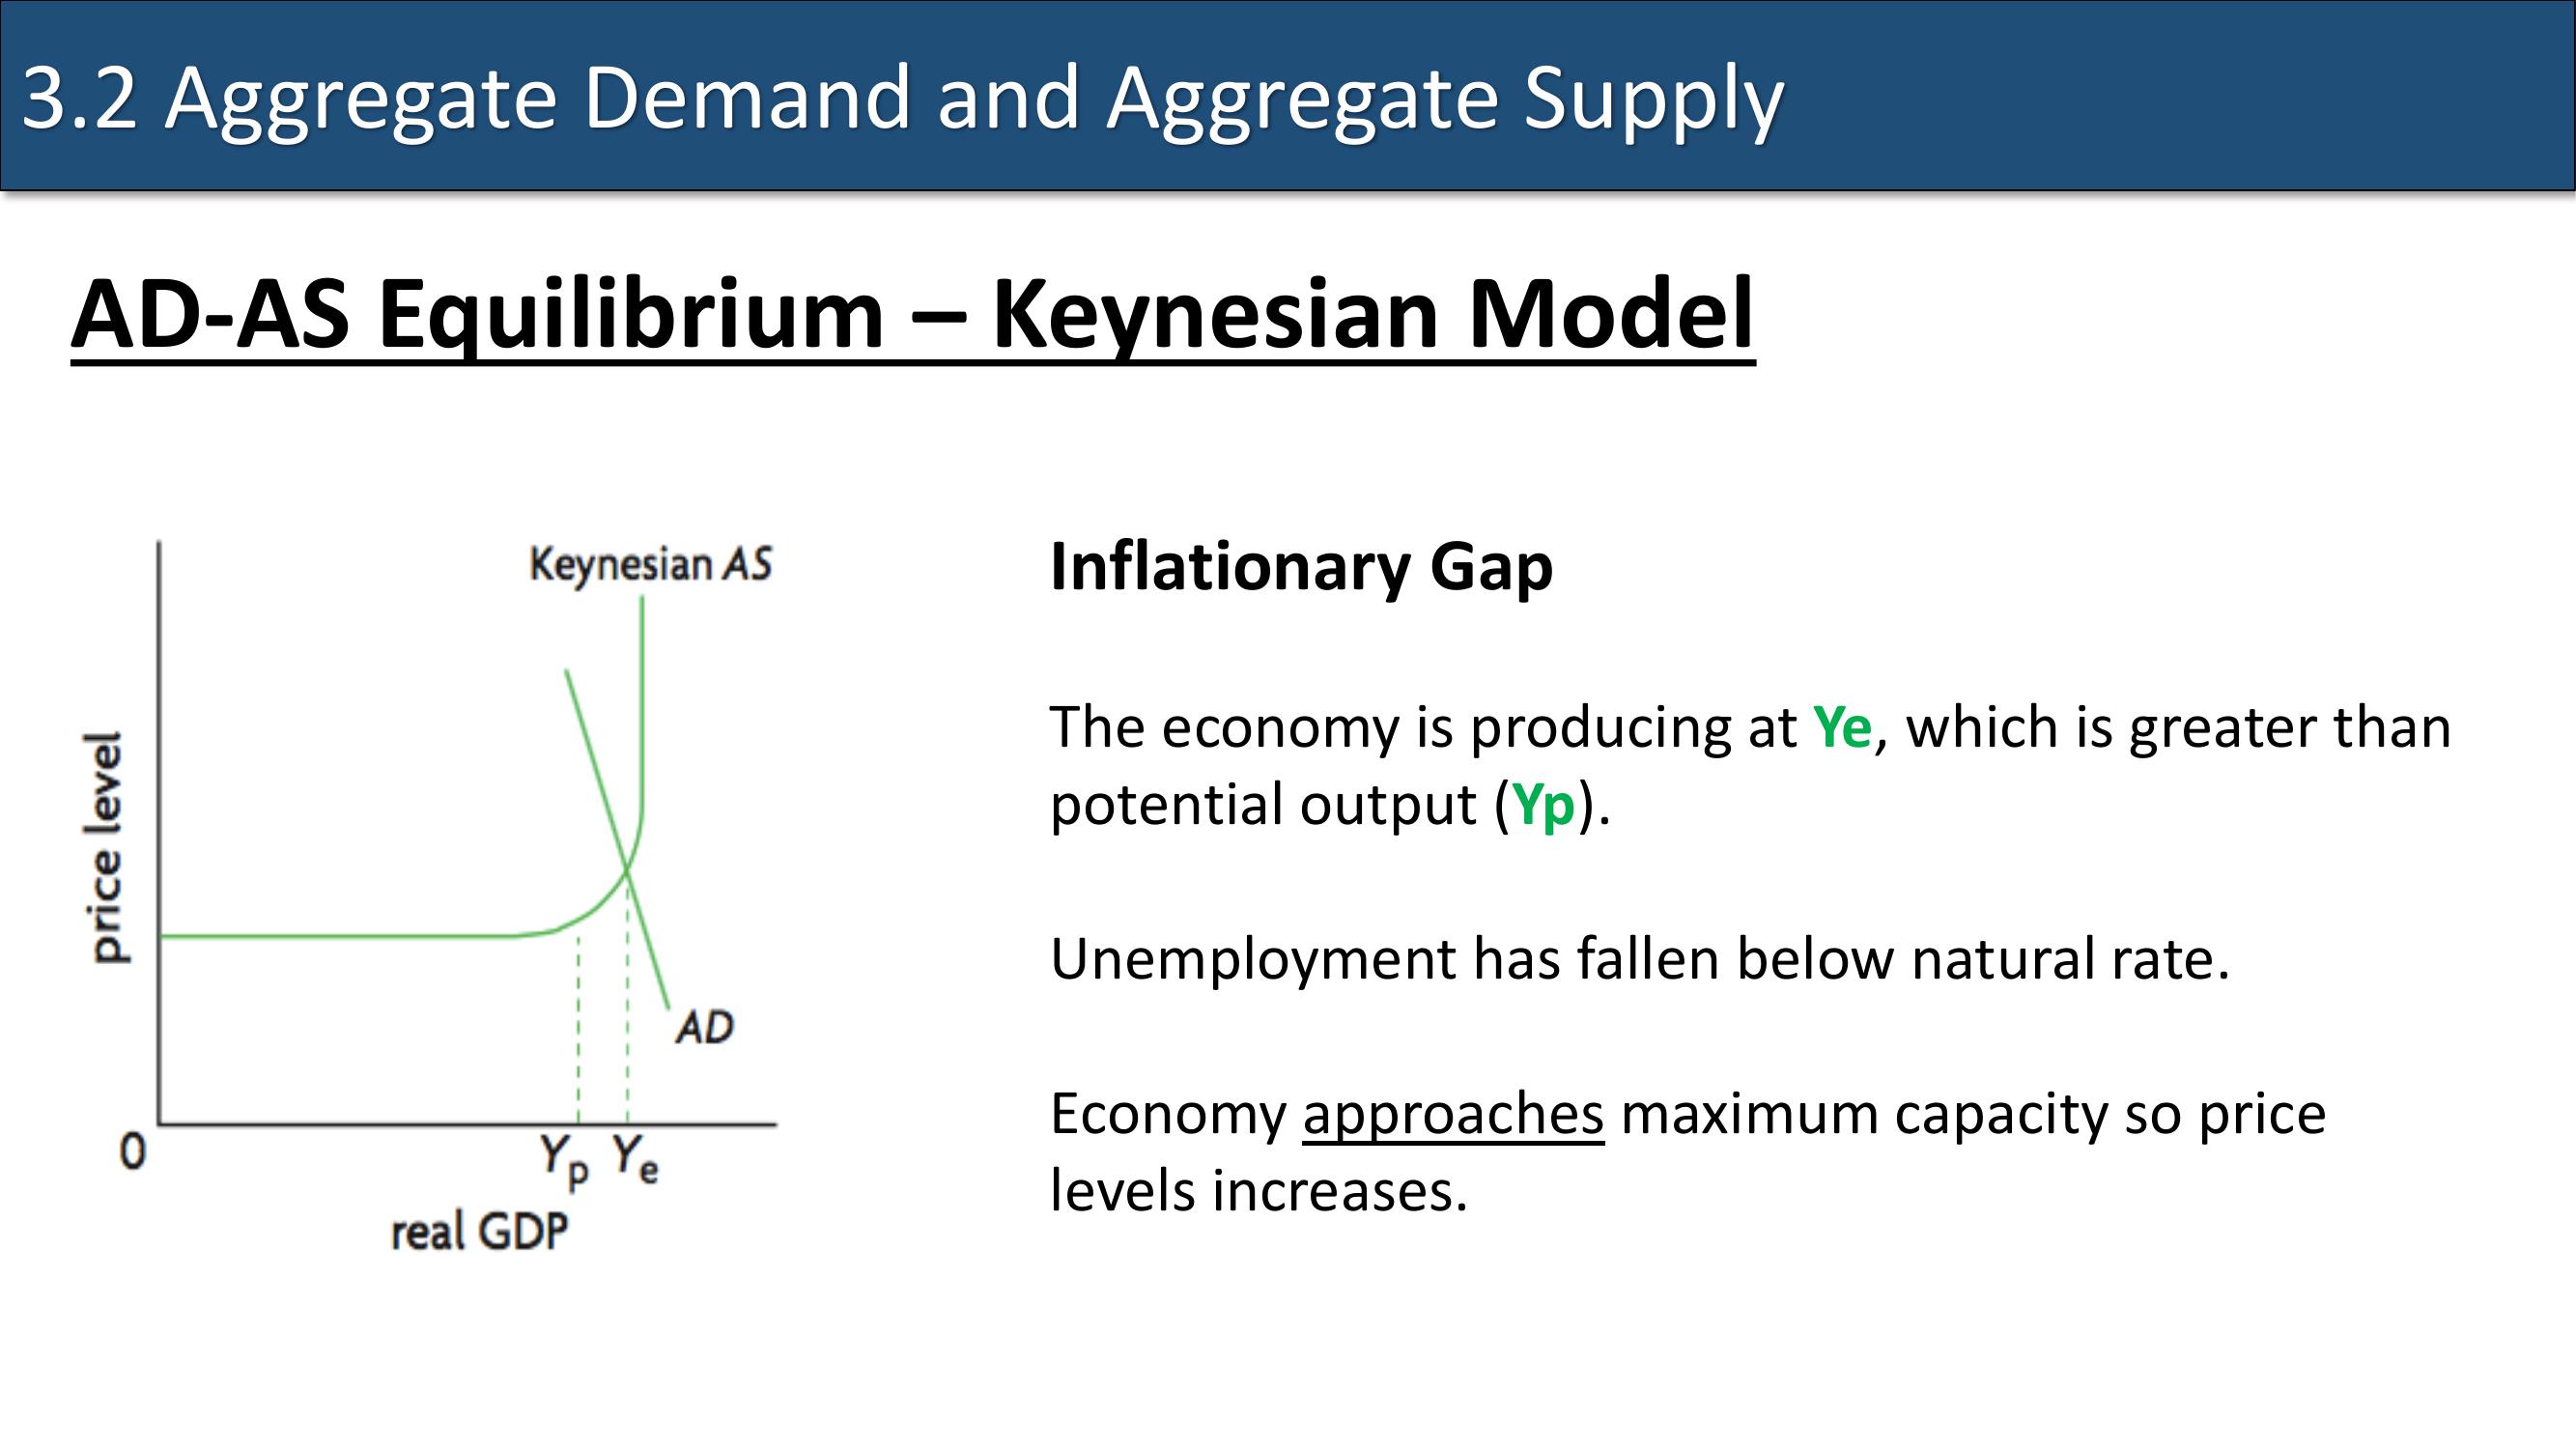 3.2 Aggregate Demand and Aggregate Supply
AD-AS Equilibrium – Keynesian Model
Keynesian AS
price level
AD
0
Yp Ye
real GDP
Inflationary Gap
The economy is producing at Ye, which is greater than
potential output (Yp).
Unemployment has fallen below natural rate.
Economy approaches maximum capacity so price
levels increases.